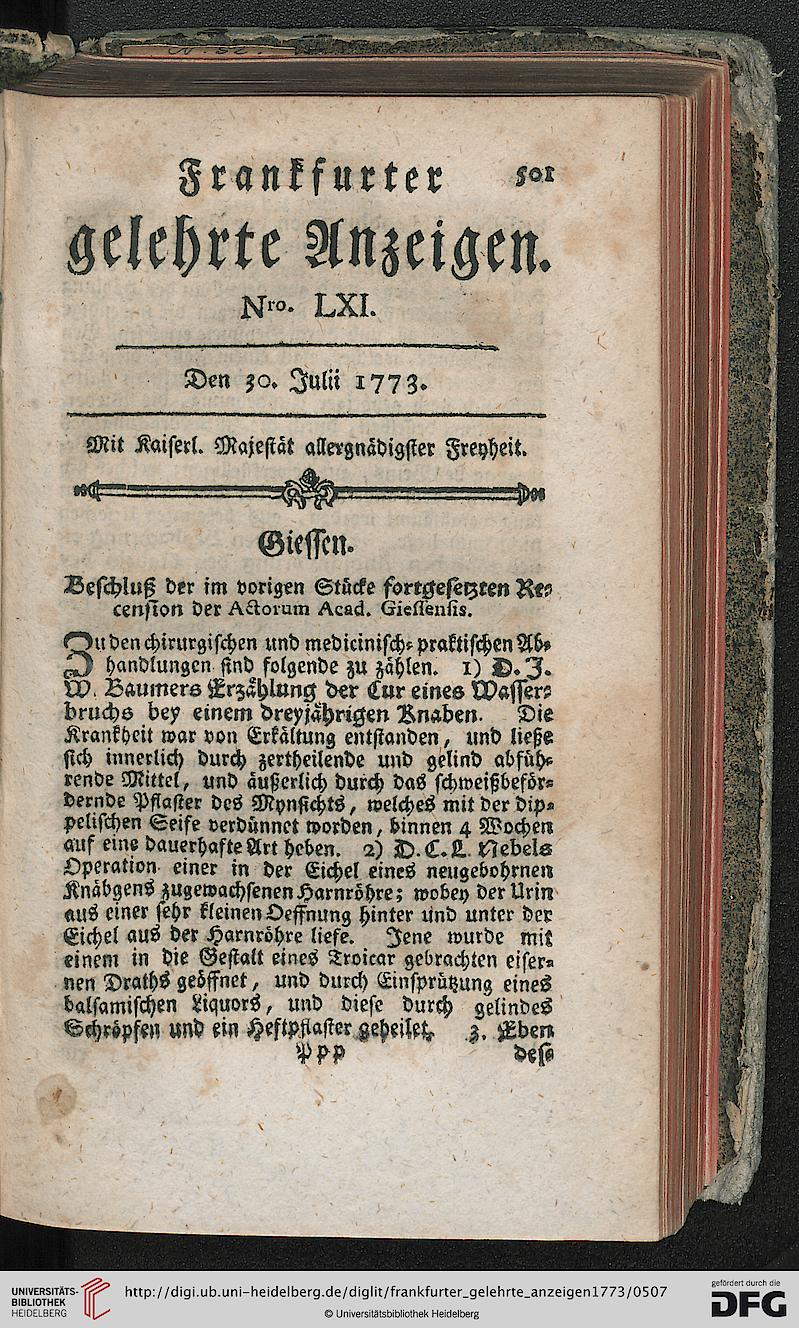 Frankfurter 501
gelehrte Anzeigen.
Nro. LXI.
Den 30. Julii 1773.
Mit Kaiserl. Majestät allergnädigster Freyheit.
Giessen.
Beschluß der im vorigen Stücke fortgesetzten Re-
cension der Actorum Acad. Giessensis.
Zu den chirurgischen und medicinisch-praktischen Ab-
handlungen sind folgende zu zählen. 1) D. J.
W. Baumers Erzählung der Cur eines Wasser-
bruchs bey einem dreyjährigen Knaben. Die
Krankheit war von Erkältung entstanden, und ließe
sich innerlich durch zertheilende und gelind abfüh-
rende Mittel, und äußerlich durch das schweißbeför-
dernde Pflaster des Mynsichts, welches mit der dip-
pelischen Seife verdünnet worden, binnen 4 Wochen
auf eine dauerhafte Art heben. 2) D. C. L. Nebels
Operation einer in der Eichel eines neugebohrnen
Knäbgens zugewachsenen Harnröhre; wobey der Urin
aus einer sehr kleinen Oeffnung hinter und unter der
Eichel aus der Harnröhre liefe. Jene wurde mit
einem in die Gestalt eines Troicar gebrachten eiser-
nen Draths geöffnet, und durch Einsprützung eines
balsamischen Liquors, und diese durch gelindes
Schröpfen und ein Heftpflaster geheilet. 3. Eben
Ppp des-
UNIVERSITÄTS-
BIBLIOTHEK
HEIDELBERG
http://digi.ub.uni-heidelberg.de/diglit/frankfurter_gelehrte_anzeigen1773/0507
© Universitätsbibliothek Heidelberg
gefördert durch die
DFG